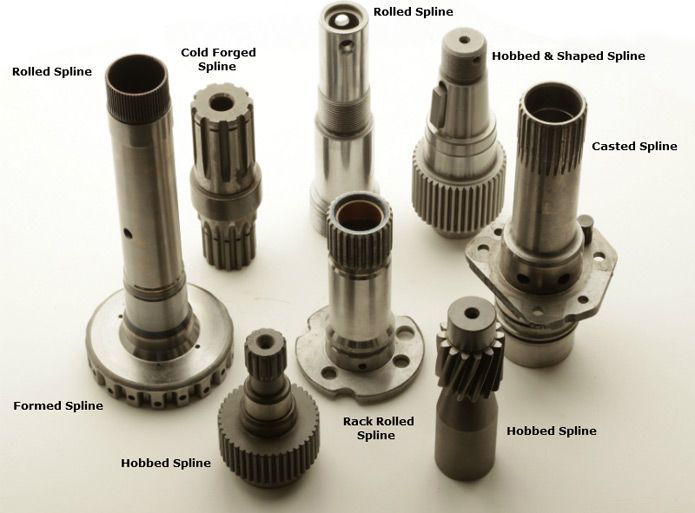 Rolled Spline
Cold Forged
Spline
Rolled Spline
Hobbed & Shaped Spline
Casted Spline
Formed Spline
Hobbed Spline
Rack Rolled
Spline
Hobbed Spline